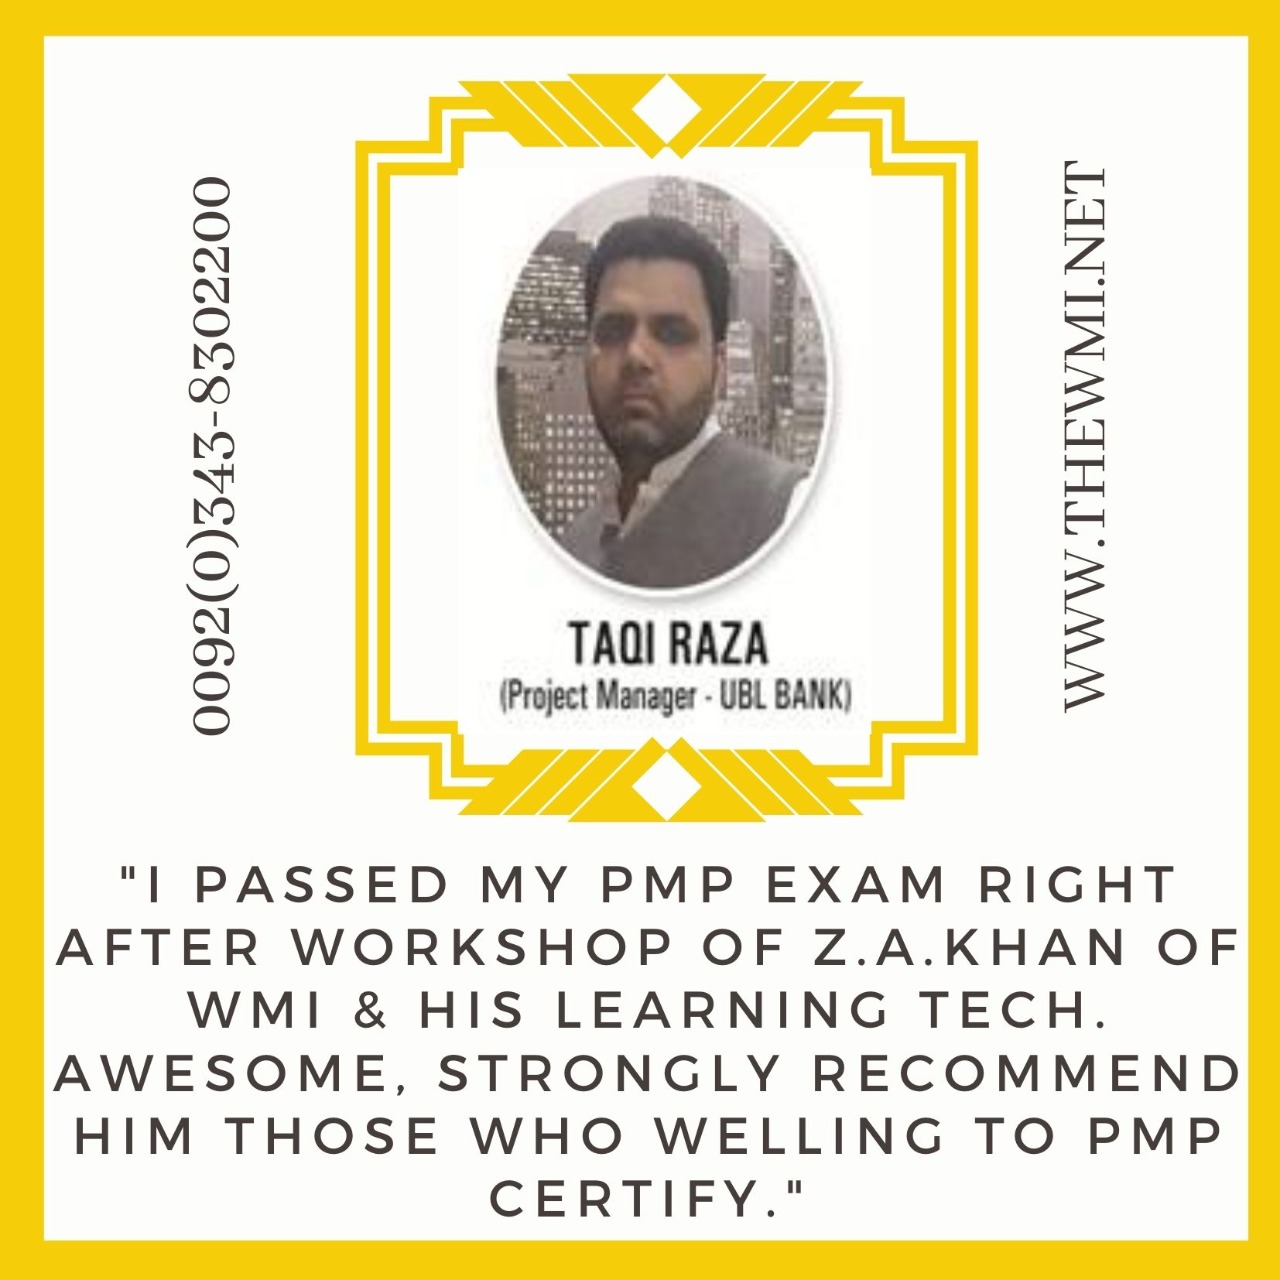 0092(0)343-8302200
WWW.THEWMI.NET
TAQI RAZA
(Project Manager - UBL BANK)
"I PASSED MY PMP EXAM RIGHT
AFTER WORKSHOP OF Z.A.KHAN OF
WMI & HIS LEARNING TECH.
AWESOME, STRONGLY RECOMMEND
HIM THOSE WHO WELLING TO PMP
CERTIFY."